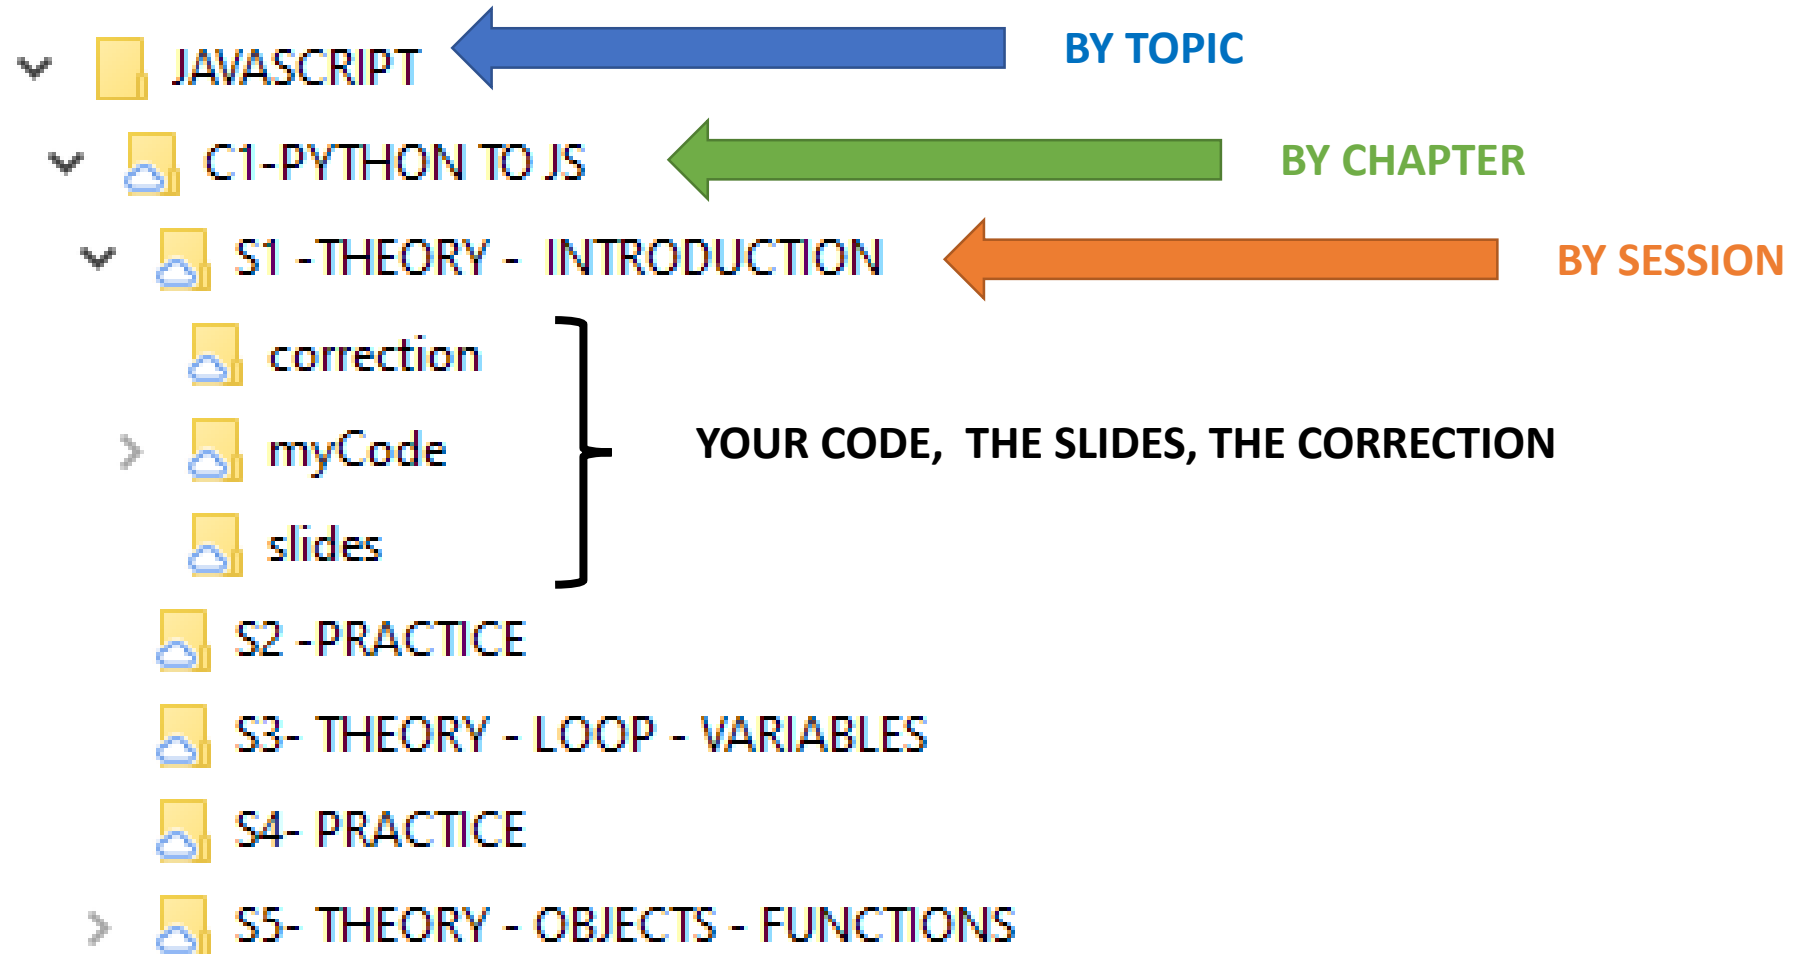 JAVASCRIPT BY TOPIC
C1-PYTHON TO JS BY CHAPTER
S1 -THEORY - INTRODUCTION BY SESSION
correction
myCode YOUR CODE, THE SLIDES, THE CORRECTION
slides
S2 -PRACTICE
S3- THEORY - LOOP - VARIABLES
S4- PRACTICE
S5- THEORY - OBJECTS - FUNCTIONS